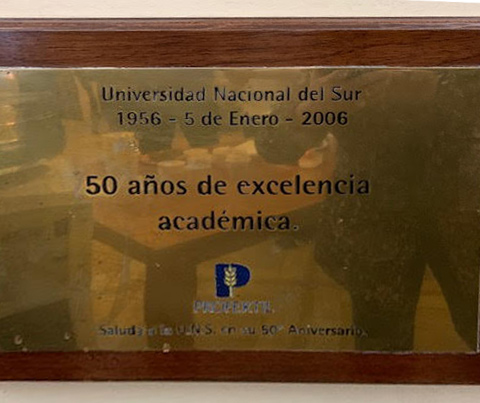 Universidad Nacional del Sur
1956 - 5 de Enero - 2006
50 años de excelencia
académica.
PROFERTIL
Saluda a la U.N.S. en su 50° Aniversario.